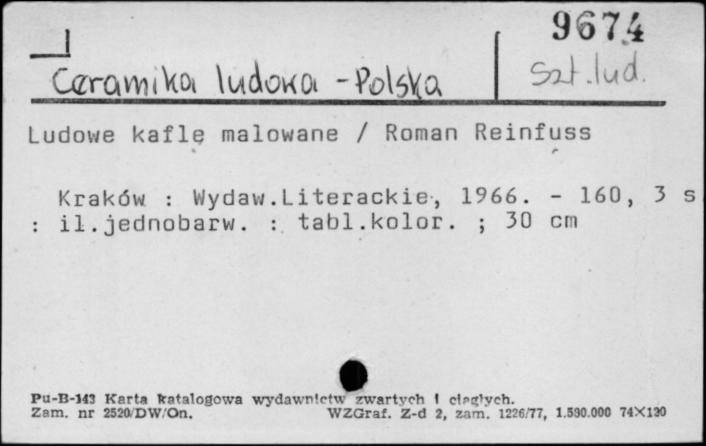 9674
Ceramika ludowa - Polska
Szt. lud.
Ludowe kaflę malowane / Roman Reinfuss
Kraków : Wydaw.Literackie, 1966. - 160, 3 s
: il.jednobarw. : tabl.kolor. ; 30 cm
Pu-B-143 Karta katalogowa wydawnictw zwartych i ciągłych.
Zam. nr 2520/DW/On. WZGraf. Z-d 2, zam. 1226/77, 1.590.000 74X120